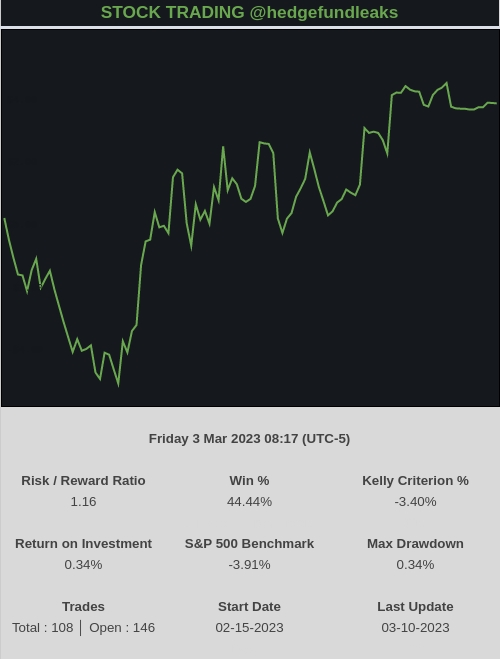 STOCK TRADING @hedgefundleaks
Friday 3 Mar 2023 08:17 (UTC-5)
Risk / Reward Ratio Win % Kelly Criterion %
1.16 44.44% -3.40%
Return on Investment S&P 500 Benchmark Max Drawdown
0.34% -3.91% 0.34%
Trades Start Date Last Update
Total : 108 │ Open : 146 02-15-2023 03-10-2023